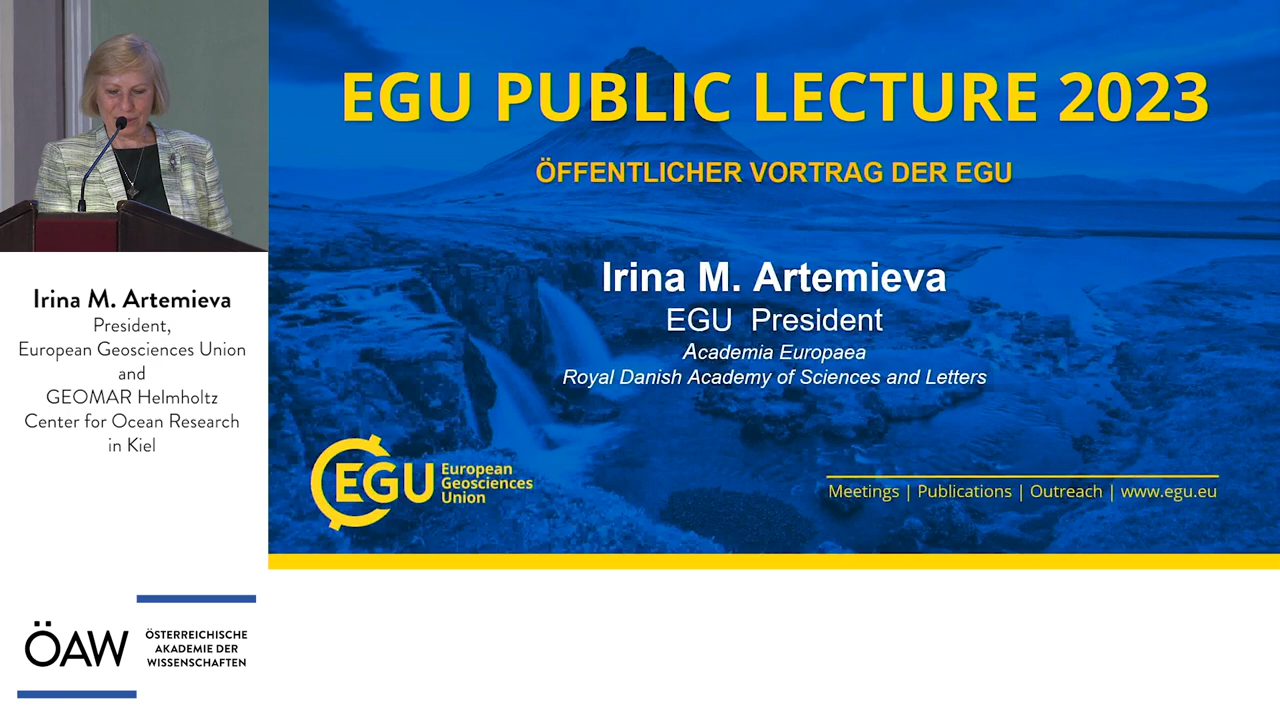 EGU PUBLIC LECTURE 2023
ÖFFENTLICHER VORTRAG DER EGU
Irina M. Artemieva
EGU President
Academia Europaea
Royal Danish Academy of Sciences and Letters
EGU
European
Geosciences
Union
Meetings | Publications | Outreach | www.egu.eu
Irina M. Artemieva
President,
European Geosciences Union
and
GEOMAR Helmholtz
Center for Ocean Research
in Kiel
ÖAW
ÖSTERREICHISCHE
AKADEMIE DER
WISSENSCHAFTEN